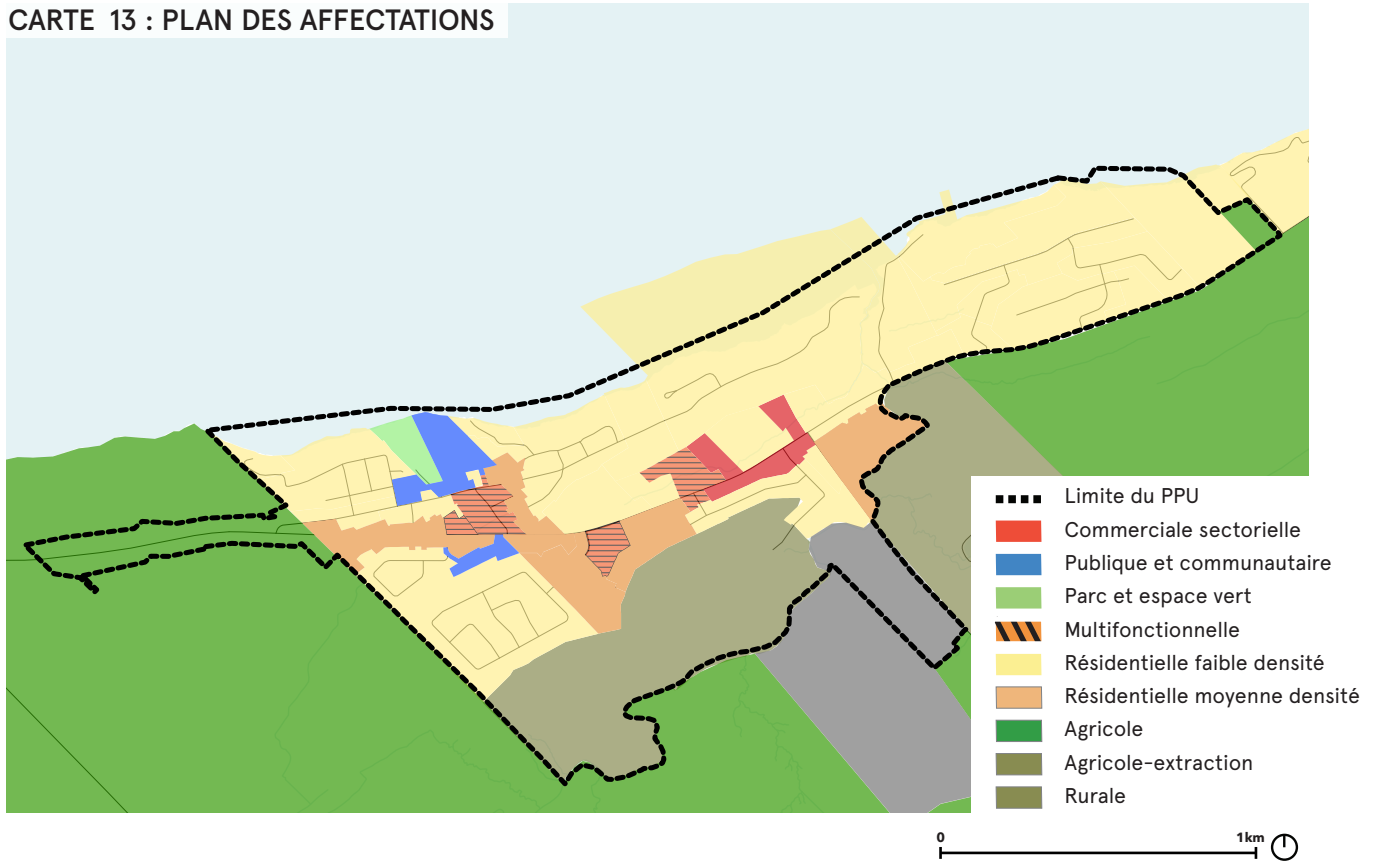 CARTE 13 : PLAN DES AFFECTATIONS
Limite du PPU
Commerciale sectorielle
Publique et communautaire
Parc et espace vert
Multifonctionnelle
Résidentielle faible densité
Résidentielle moyenne densité
Agricole
Agricole-extraction
Rurale
0 1km